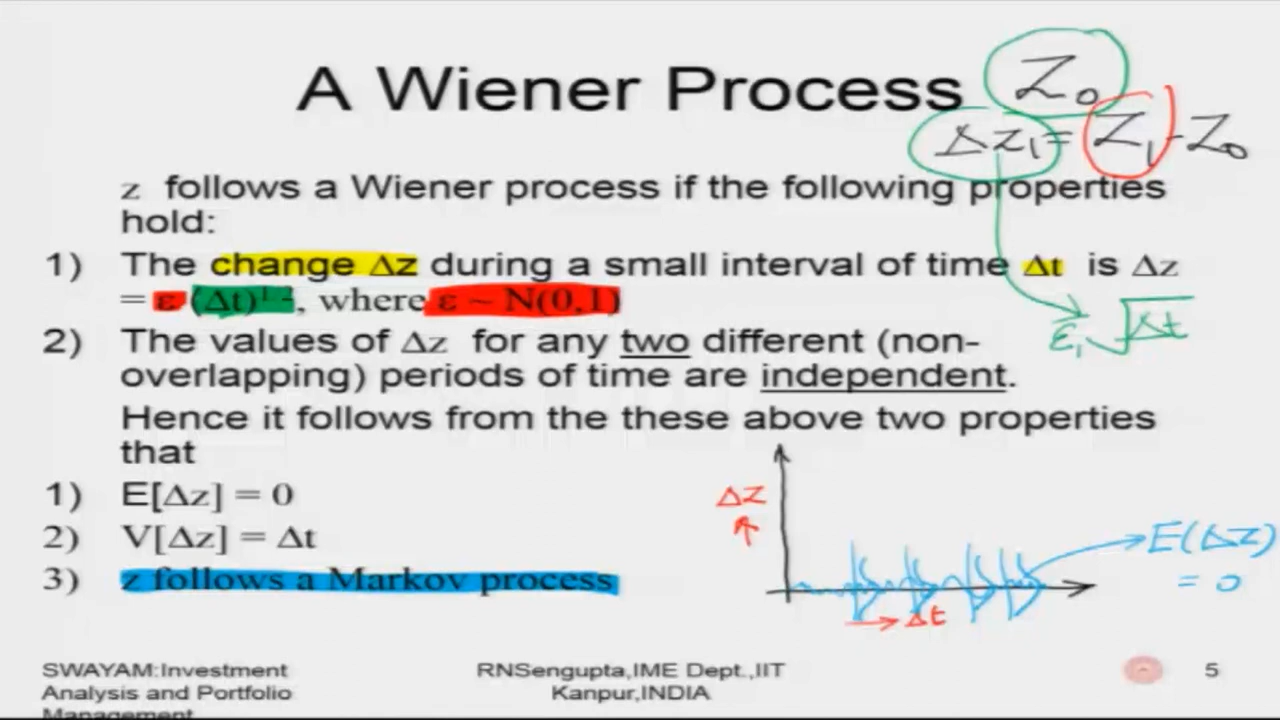 A Wiener Process
Z₀
Δz₁ = Z₁ - Z₀
z follows a Wiener process if the following properties
hold:
1) The change Δz during a small interval of time Δt is Δz
= ε (Δt)¹, where ε ~ N(0,1)
ε₁ √Δt
2) The values of Δz for any two different (non-
overlapping) periods of time are independent.
Hence it follows from the these above two properties
that
1) E[Δz] = 0
2) V[Δz] = Δt
3) z follows a Markov process
ΔZ
→ Δt
E(ΔZ)
= 0
SWAYAM:Investment
Analysis and Portfolio
Management
RNSengupta,IME Dept.,IIT
Kanpur,INDIA
5